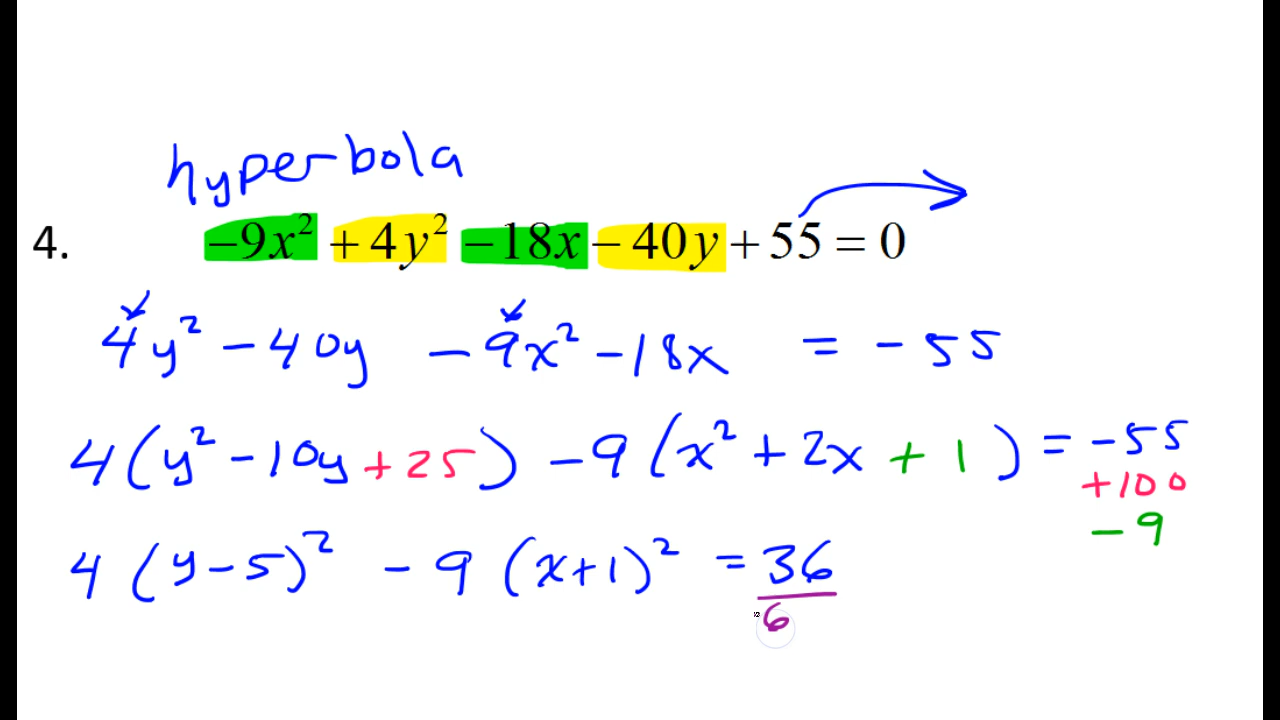 hyperbola
4. −9x² + 4y² − 18x − 40y + 55 = 0
4y² − 40y − 9x² − 18x = − 55
4(y² − 10y + 25) − 9(x² + 2x + 1) = −55
+100
− 9
4(y − 5)² − 9(x+1)² = 36
6